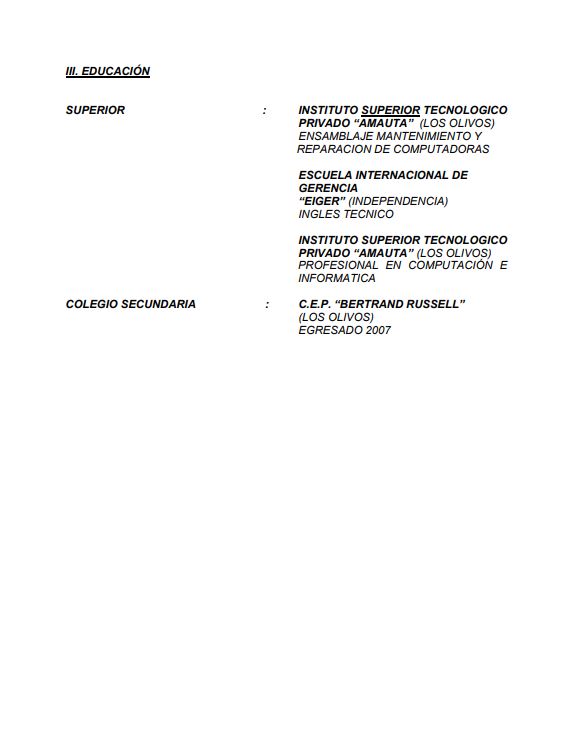 III. EDUCACIÓN
SUPERIOR : INSTITUTO SUPERIOR TECNOLOGICO
PRIVADO “AMAUTA” (LOS OLIVOS)
ENSAMBLAJE MANTENIMIENTO Y
REPARACION DE COMPUTADORAS
ESCUELA INTERNACIONAL DE
GERENCIA
“EIGER” (INDEPENDENCIA)
INGLES TECNICO
INSTITUTO SUPERIOR TECNOLOGICO
PRIVADO “AMAUTA” (LOS OLIVOS)
PROFESIONAL EN COMPUTACIÓN E
INFORMATICA
COLEGIO SECUNDARIA : C.E.P. “BERTRAND RUSSELL”
(LOS OLIVOS)
EGRESADO 2007